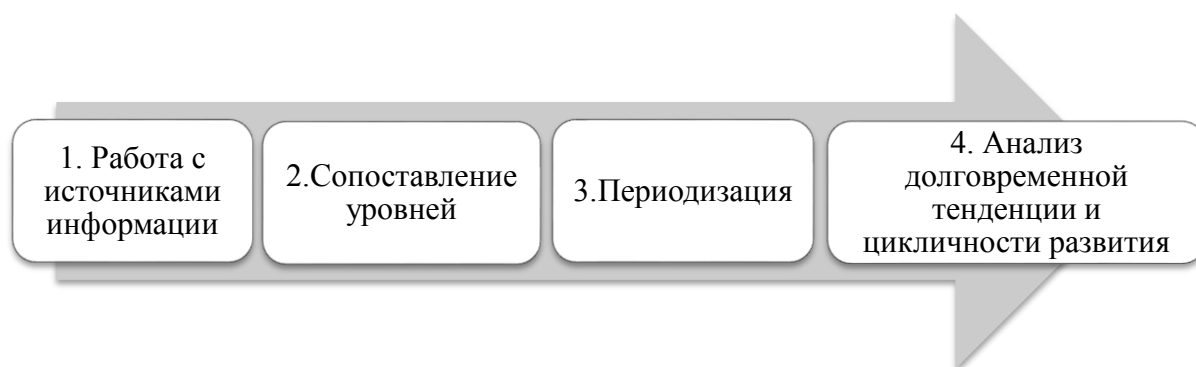 1. Работа с
источниками
информации
2.Сопоставление
уровней
3.Периодизация
4. Анализ
долговременной
тенденции и
цикличности развития